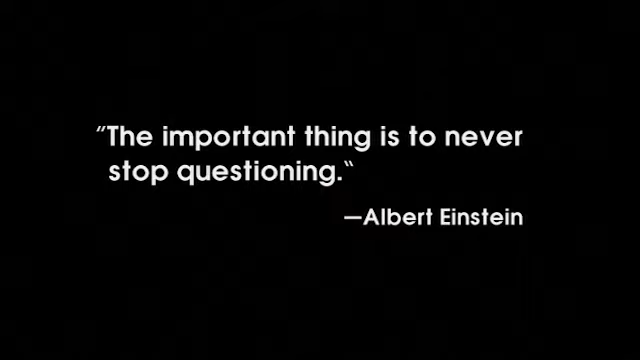 "The important thing is to never
stop questioning."
—Albert Einstein